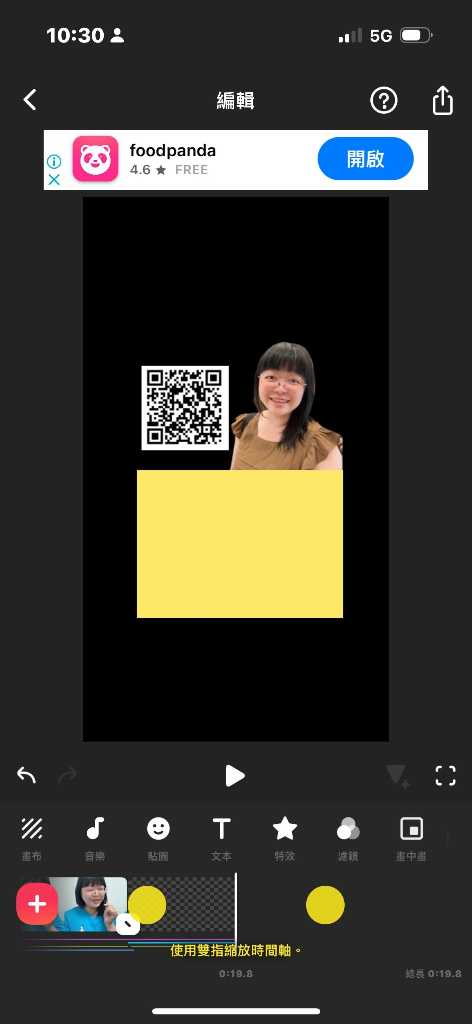 10:30
5G
編輯
foodpanda
4.6 ★ FREE
開啟
畫布
音樂
貼圖
文本
特效
濾鏡
畫中畫
使用雙指縮放時間軸。
0:19.8
總長 0:19.8